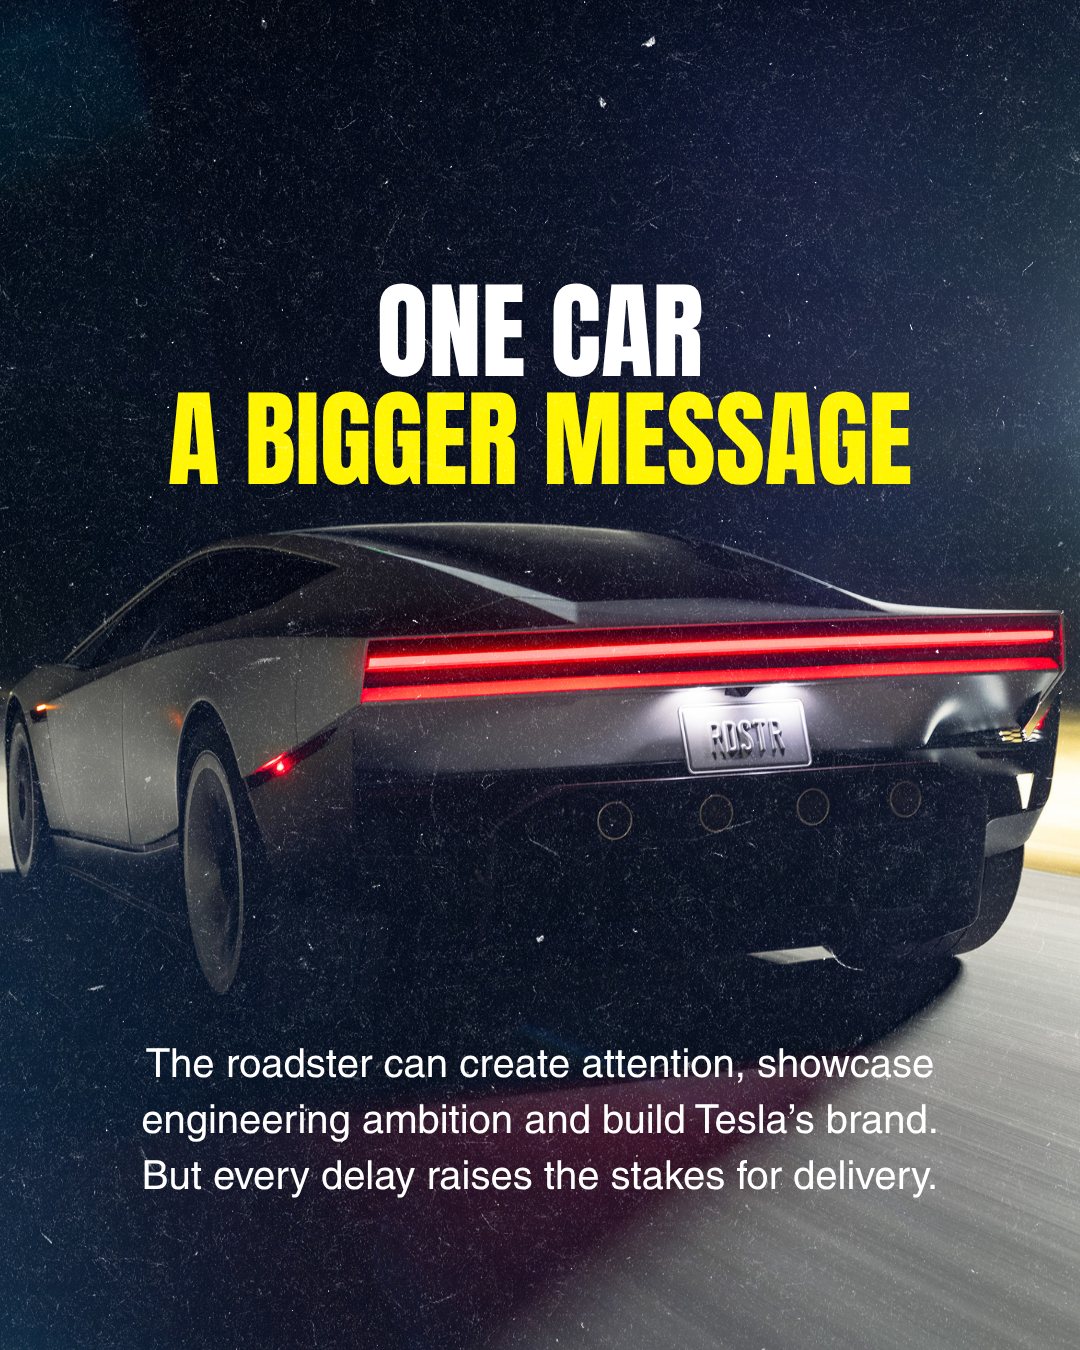 ONE CAR
A BIGGER MESSAGE
RDSTR
The roadster can create attention, showcase
engineering ambition and build Tesla’s brand.
But every delay raises the stakes for delivery.